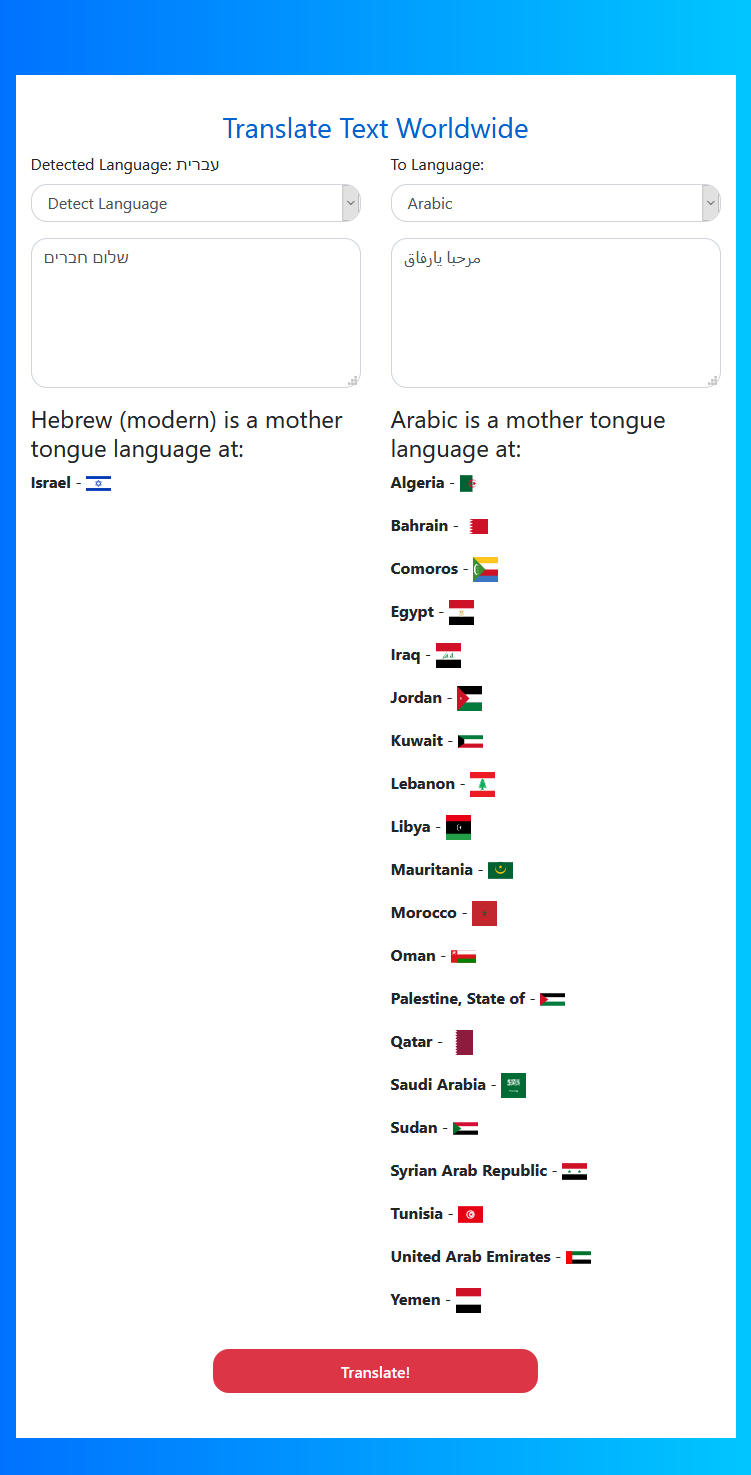 Translate Text Worldwide
Detected Language: עברית
Detect Language
שלום חברים
Hebrew (modern) is a mother
tongue language at:
Israel -
To Language:
Arabic
مرحبا يارفاق
Arabic is a mother tongue
language at:
Algeria -
Bahrain -
Comoros -
Egypt -
Iraq -
Jordan -
Kuwait -
Lebanon -
Libya -
Mauritania -
Morocco -
Oman -
Palestine, State of -
Qatar -
Saudi Arabia -
Sudan -
Syrian Arab Republic -
Tunisia -
United Arab Emirates -
Yemen -
Translate!